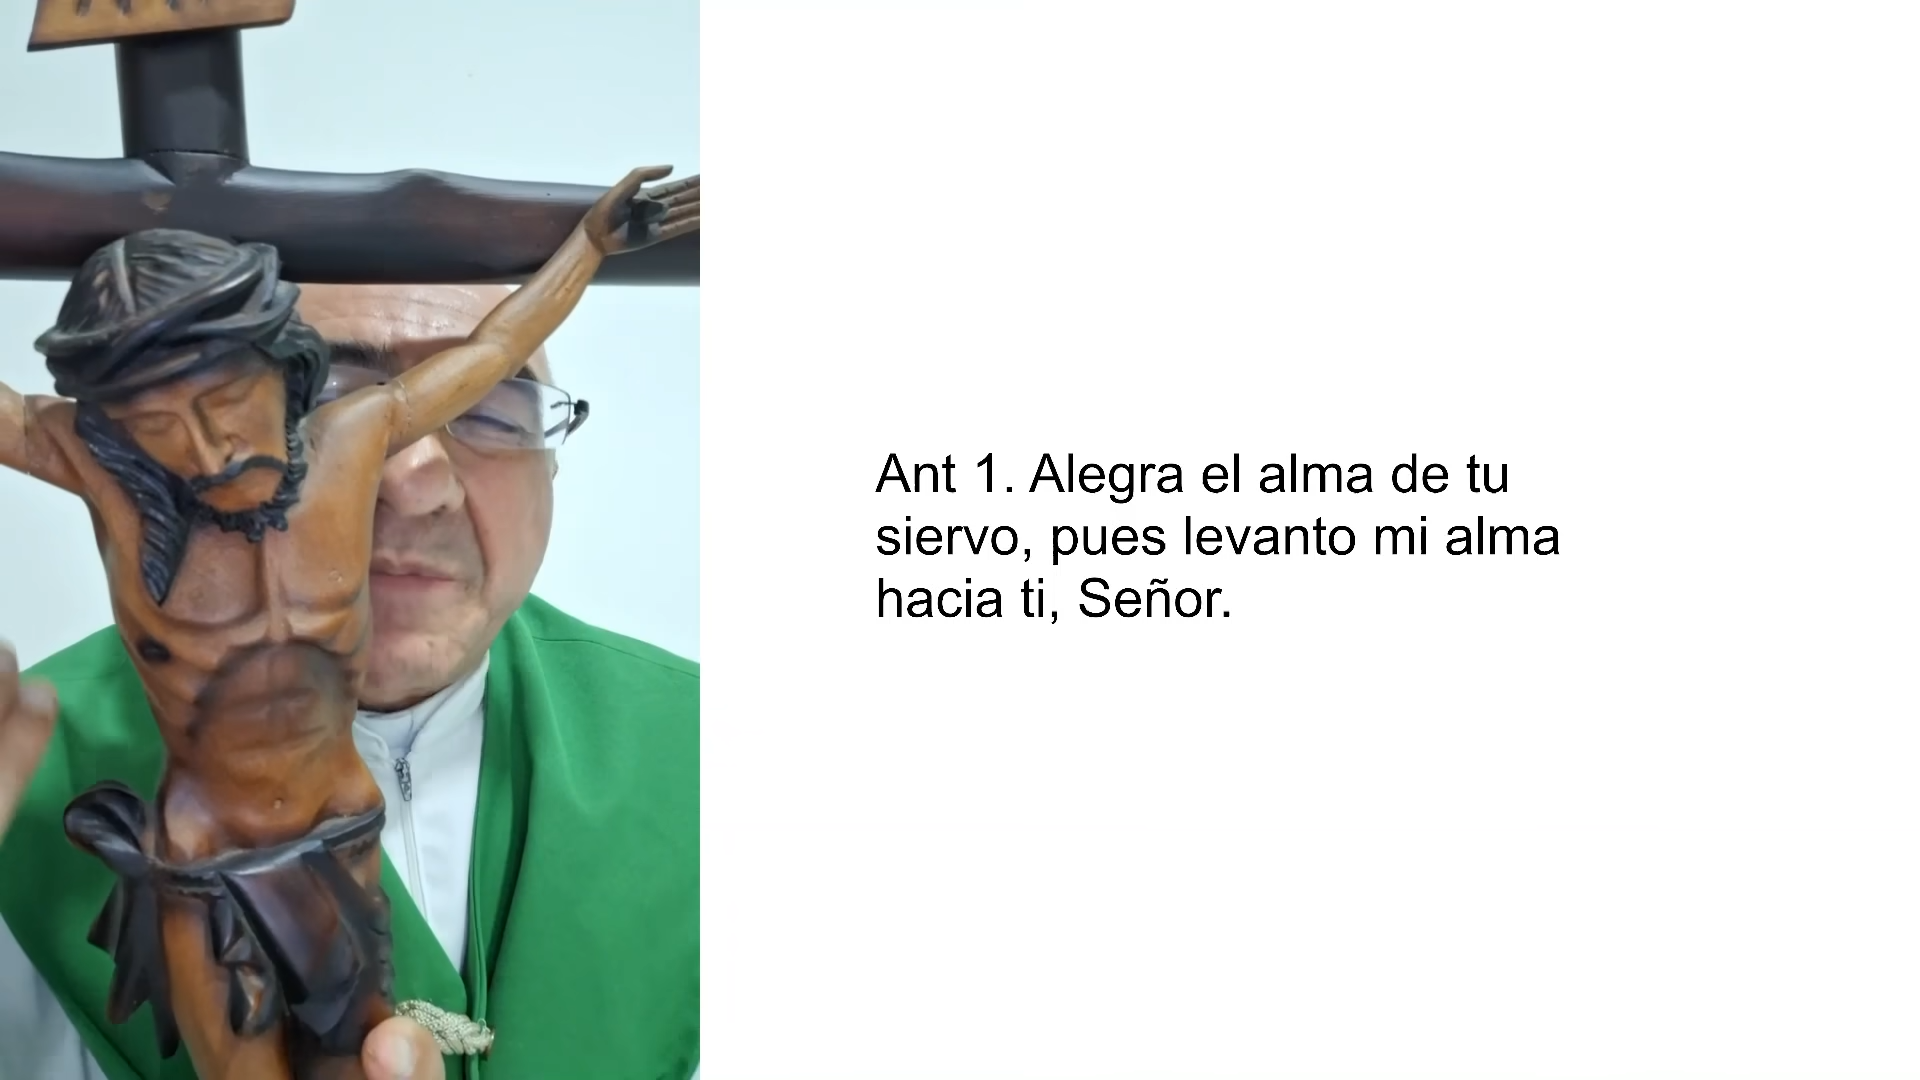 Ant 1. Alegra el alma de tu
siervo, pues levanto mi alma
hacia ti, Señor.